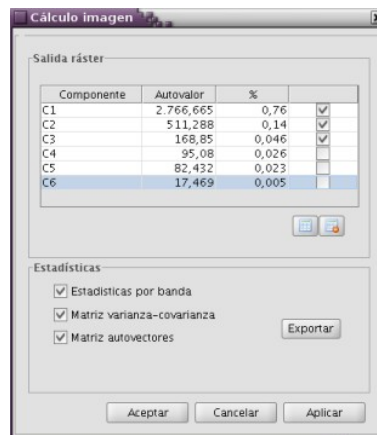 Cálculo imagen
Salida ráster
Componente Autovalor %
C1 2.766,665 0,76
C2 511,288 0,14
C3 168,85 0,046
C4 95,08 0,026
C5 82,432 0,023
C6 17,469 0,005
Estadísticas
Estadisticas por banda
Matriz varianza-covarianza
Exportar
Matriz autovectores
Aceptar Cancelar Aplicar